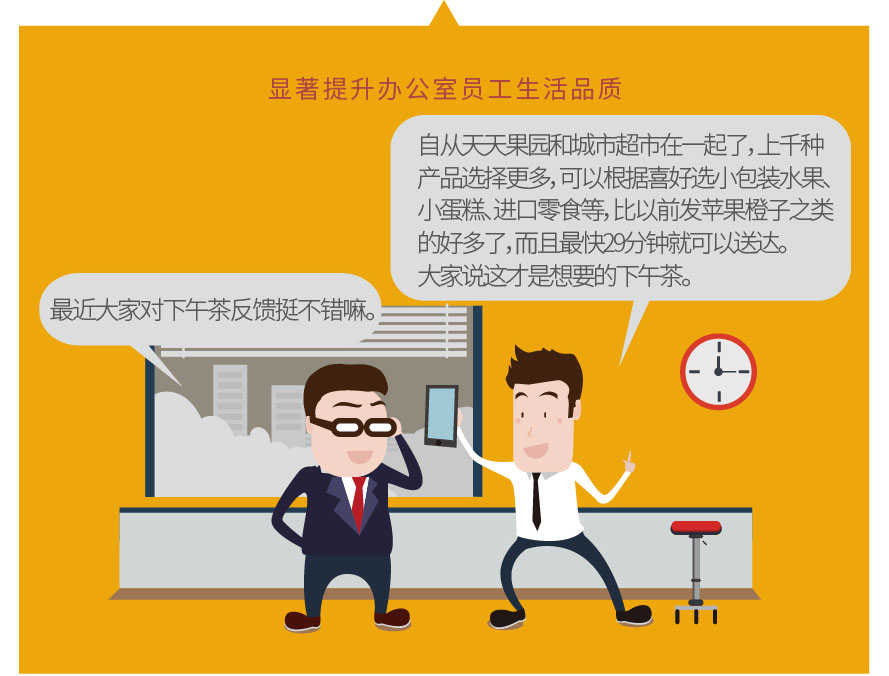 显著提升办公室员工生活品质
自从天天果园和城市超市在一起了，上千种
产品选择更多，可以根据喜好选小包装水果、
小蛋糕、进口零食等，比以前发苹果橙子之类
的好多了，而且最快29分钟就可以送达。
大家说这才是想要的下午茶。
最近大家对下午茶反馈挺不错嘛。